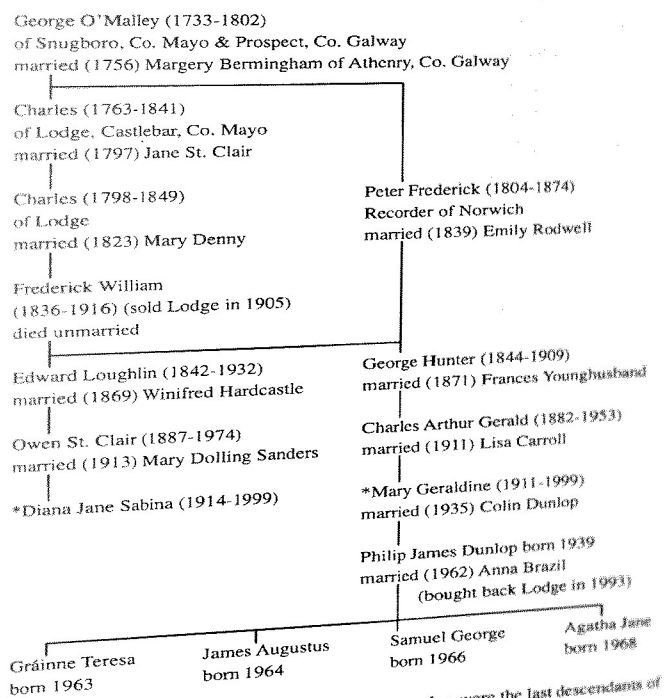 George O'Malley (1733-1802)
of Snugboro, Co. Mayo & Prospect, Co. Galway
married (1756) Margery Bermingham of Athenry, Co. Galway
Charles (1763-1841)
of Lodge, Castlebar, Co. Mayo
married (1797) Jane St. Clair
Charles (1798-1849)
of Lodge
married (1823) Mary Denny
Peter Frederick (1804-1874)
Recorder of Norwich
married (1839) Emily Rodwell
Frederick William
(1836-1916) (sold Lodge in 1905)
died unmarried
Edward Loughlin (1842-1932)
married (1869) Winifred Hardcastle
George Hunter (1844-1909)
married (1871) Frances Younghusband
Owen St. Clair (1887-1974)
married (1913) Mary Dolling Sanders
Charles Arthur Gerald (1882-1953)
married (1911) Lisa Carroll
*Diana Jane Sabina (1914-1999)
*Mary Geraldine (1911-1999)
married (1935) Colin Dunlop
Philip James Dunlop born 1939
married (1962) Anna Brazil
(bought back Lodge in 1993)
Gráinne Teresa
born 1963
James Augustus
born 1964
Samuel George
born 1966
Agatha Jane
born 1968
were the last descendants of